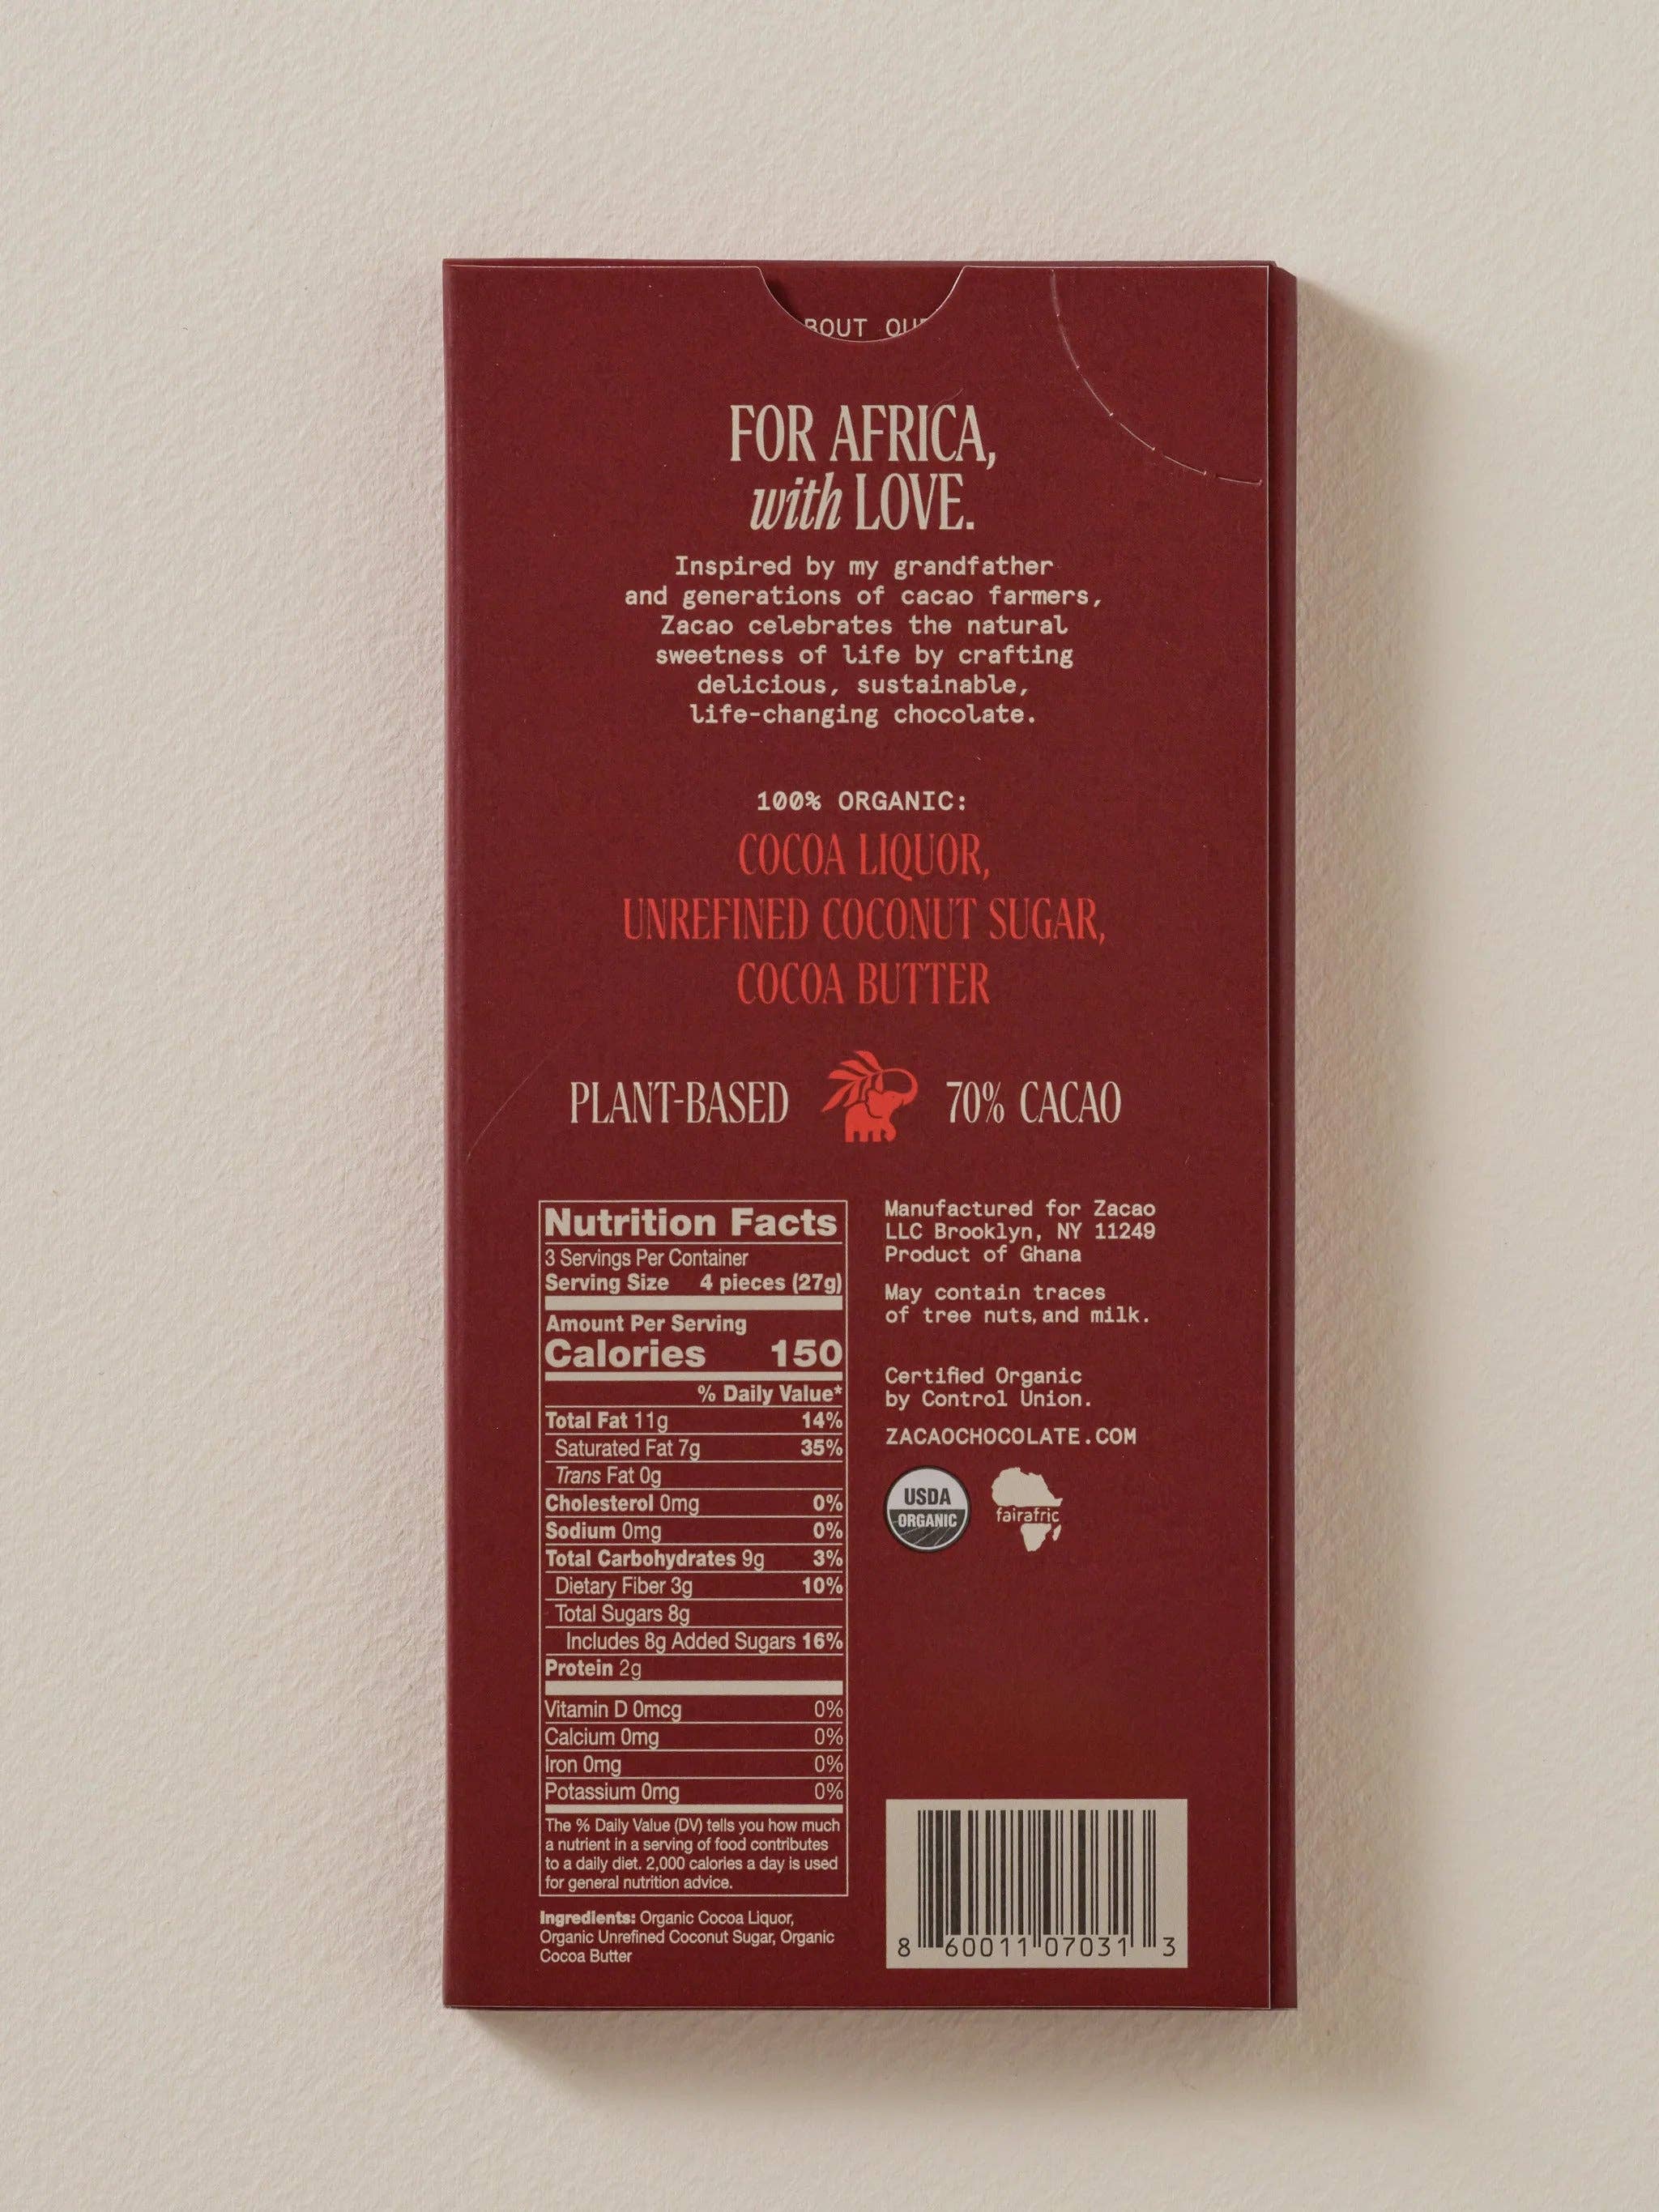 BOUT OU
FOR AFRICA,
with LOVE.
Inspired by my grandfather
and generations of cacao farmers,
Zacao celebrates the natural
sweetness of life by crafting
delicious, sustainable,
life-changing chocolate.
100% ORGANIC:
COCOA LIQUOR,
UNREFINED COCONUT SUGAR,
COCOA BUTTER
PLANT-BASED 70% CACAO
Nutrition Facts
3 Servings Per Container
Serving Size 4 pieces (27g)
Amount Per Serving
Calories 150
% Daily Value*
Total Fat 11g 14%
Saturated Fat 7g 35%
Trans Fat 0g
Cholesterol 0mg 0%
Sodium 0mg 0%
Total Carbohydrates 9g 3%
Dietary Fiber 3g 10%
Total Sugars 8g
Includes 8g Added Sugars 16%
Protein 2g
Vitamin D 0mcg 0%
Calcium 0mg 0%
Iron 0mg 0%
Potassium 0mg 0%
The % Daily Value (DV) tells you how much
a nutrient in a serving of food contributes
to a daily diet. 2,000 calories a day is used
for general nutrition advice.
Ingredients: Organic Cocoa Liquor,
Organic Unrefined Coconut Sugar, Organic
Cocoa Butter
Manufactured for Zacao
LLC Brooklyn, NY 11249
Product of Ghana
May contain traces
of tree nuts, and milk.
Certified Organic
by Control Union.
ZACAOCHOCOLATE.COM
USDA
ORGANIC
fairafric
8 60011 07031 3